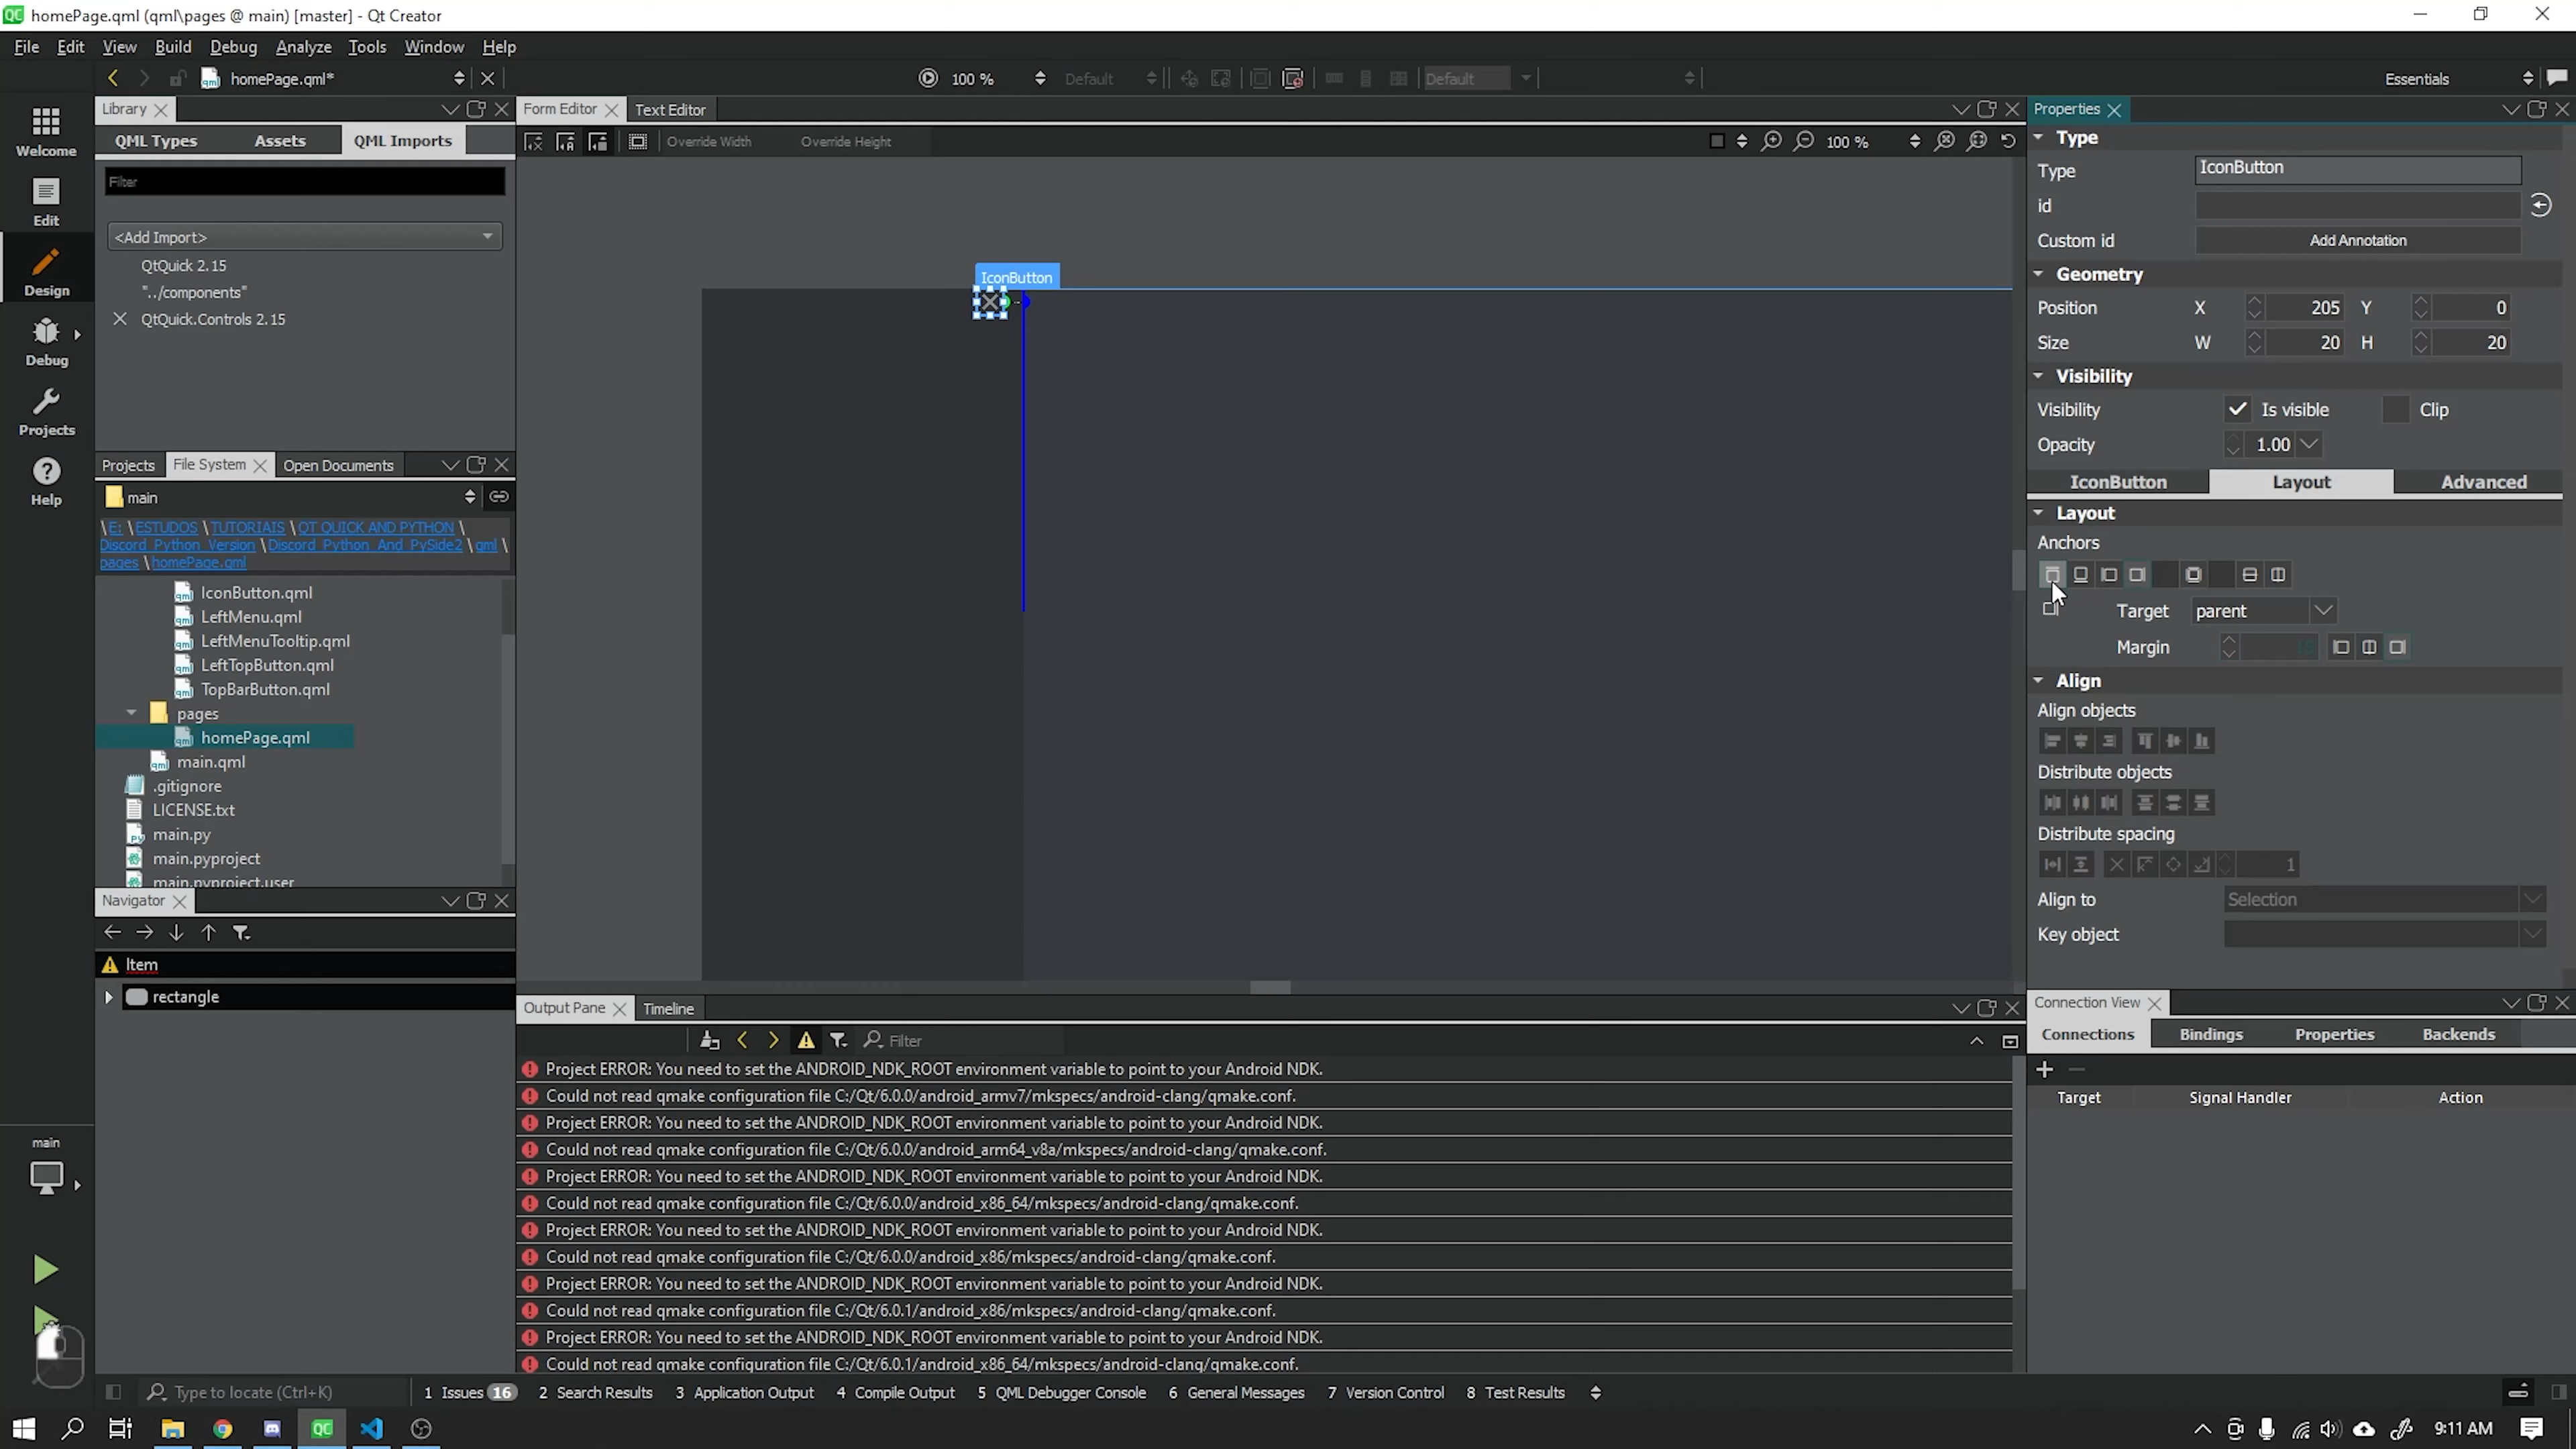 homePage.qml (qml\pages @ main) [master] - Qt Creator
File Edit View Build Debug Analyze Tools Window Help
homePage.qml* 100 % Default Default Essentials
Library Form Editor Text Editor Properties
QML Types Assets QML Imports
Override Width Override Height 100 %
Filter
<Add Import>
QtQuick 2.15
"../components"
QtQuick.Controls 2.15
Welcome
Edit
Design
Debug
Projects
Help
Projects File System Open Documents
main
\E: \ESTUDOS \TUTORIAIS \QT QUICK AND PYTHON \
Discord_Python_Version \Discord_Python_And_PySide2 \qml \
pages \homePage.qml
IconButton.qml
LeftMenu.qml
LeftMenuTooltip.qml
LeftTopButton.qml
TopBarButton.qml
pages
homePage.qml
main.qml
.gitignore
LICENSE.txt
main.py
main.pyproject
main.pyproject.user
Navigator
Item
rectangle
IconButton
Type
Type IconButton
id
Custom id Add Annotation
Geometry
Position X 205 Y 0
Size W 20 H 20
Visibility
Visibility Is visible Clip
Opacity 1.00
IconButton Layout Advanced
Layout
Anchors
Target parent
Margin
Align
Align objects
Distribute objects
Distribute spacing
1
Align to Selection
Key object
Connection View
Connections Bindings Properties Backends
Target Signal Handler Action
Output Pane Timeline
Filter
Project ERROR: You need to set the ANDROID_NDK_ROOT environment variable to point to your Android NDK.
Could not read qmake configuration file C:/Qt/6.0.0/android_armv7/mkspecs/android-clang/qmake.conf.
Project ERROR: You need to set the ANDROID_NDK_ROOT environment variable to point to your Android NDK.
Could not read qmake configuration file C:/Qt/6.0.0/android_arm64_v8a/mkspecs/android-clang/qmake.conf.
Project ERROR: You need to set the ANDROID_NDK_ROOT environment variable to point to your Android NDK.
Could not read qmake configuration file C:/Qt/6.0.0/android_x86_64/mkspecs/android-clang/qmake.conf.
Project ERROR: You need to set the ANDROID_NDK_ROOT environment variable to point to your Android NDK.
Could not read qmake configuration file C:/Qt/6.0.0/android_x86/mkspecs/android-clang/qmake.conf.
Project ERROR: You need to set the ANDROID_NDK_ROOT environment variable to point to your Android NDK.
Could not read qmake configuration file C:/Qt/6.0.1/android_x86/mkspecs/android-clang/qmake.conf.
Project ERROR: You need to set the ANDROID_NDK_ROOT environment variable to point to your Android NDK.
Could not read qmake configuration file C:/Qt/6.0.1/android_x86_64/mkspecs/android-clang/qmake.conf.
main
Type to locate (Ctrl+K) 1 Issues 16 2 Search Results 3 Application Output 4 Compile Output 5 QML Debugger Console 6 General Messages 7 Version Control 8 Test Results
9:11 AM